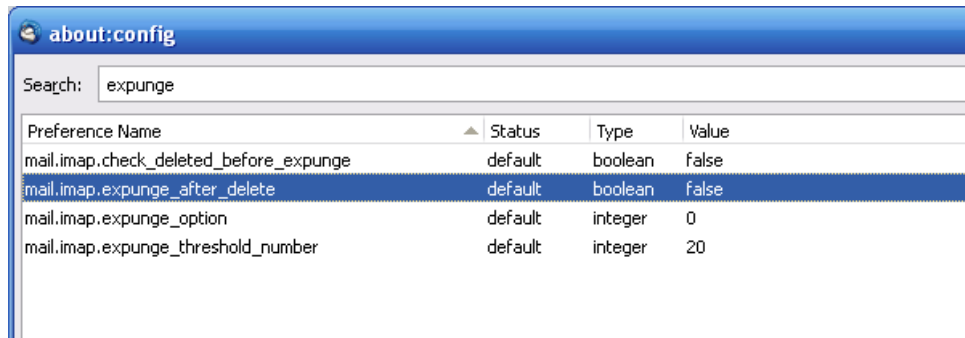 about:config
Search: expunge
Preference Name Status Type Value
mail.imap.check_deleted_before_expunge default boolean false
mail.imap.expunge_after_delete default boolean false
mail.imap.expunge_option default integer 0
mail.imap.expunge_threshold_number default integer 20